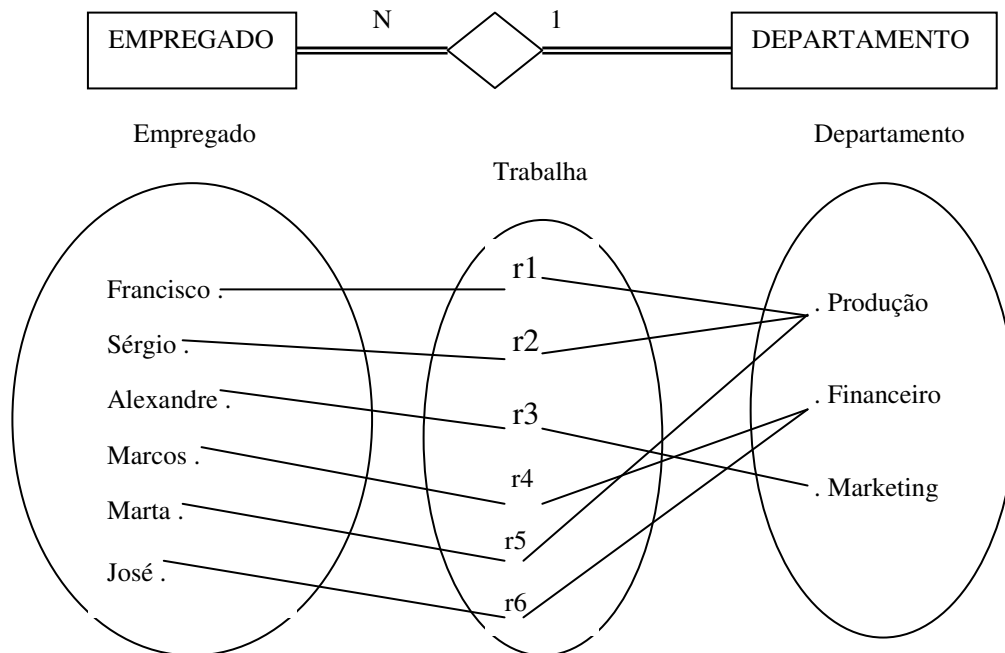 N 1
EMPREGADO DEPARTAMENTO
Empregado Departamento
Trabalha
r1
Francisco . . Produção
Sérgio . r2
Alexandre . r3 . Financeiro
Marcos . r4
. Marketing
Marta . r5
José . r6